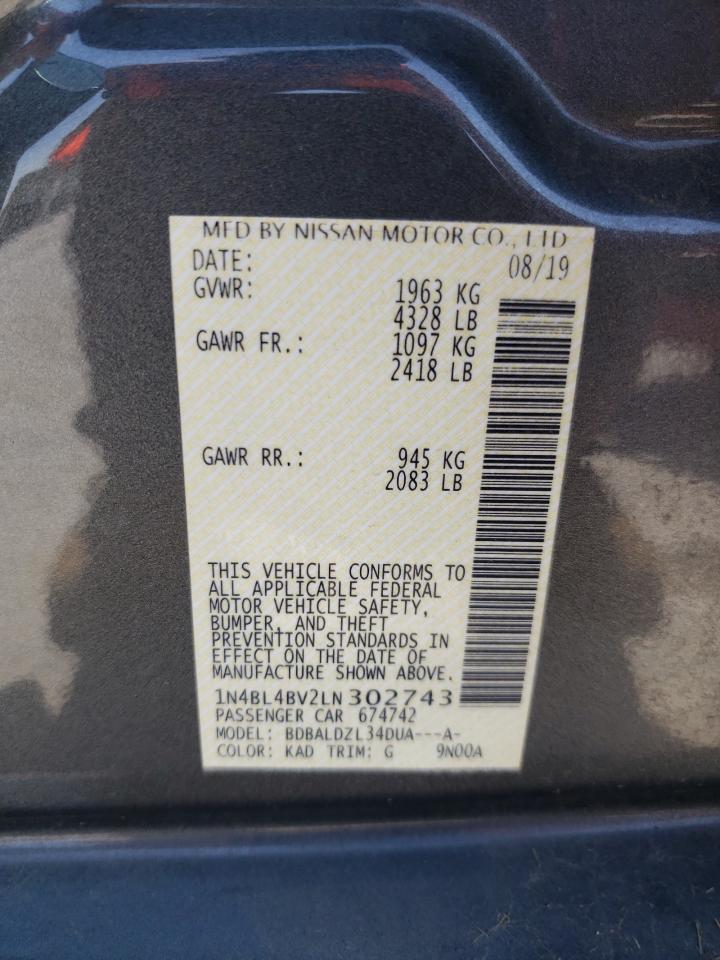 MFD BY NISSAN MOTOR CO., LTD
DATE: 08/19
GVWR: 1963 KG
4328 LB
GAWR FR.: 1097 KG
2418 LB
GAWR RR.: 945 KG
2083 LB
THIS VEHICLE CONFORMS TO
ALL APPLICABLE FEDERAL
MOTOR VEHICLE SAFETY,
BUMPER, AND THEFT
PREVENTION STANDARDS IN
EFFECT ON THE DATE OF
MANUFACTURE SHOWN ABOVE.
1N4BL4BV2LN302743
PASSENGER CAR 674742
MODEL: BDBALDZL34DUA---A-
COLOR: KAD TRIM: G 9N00A